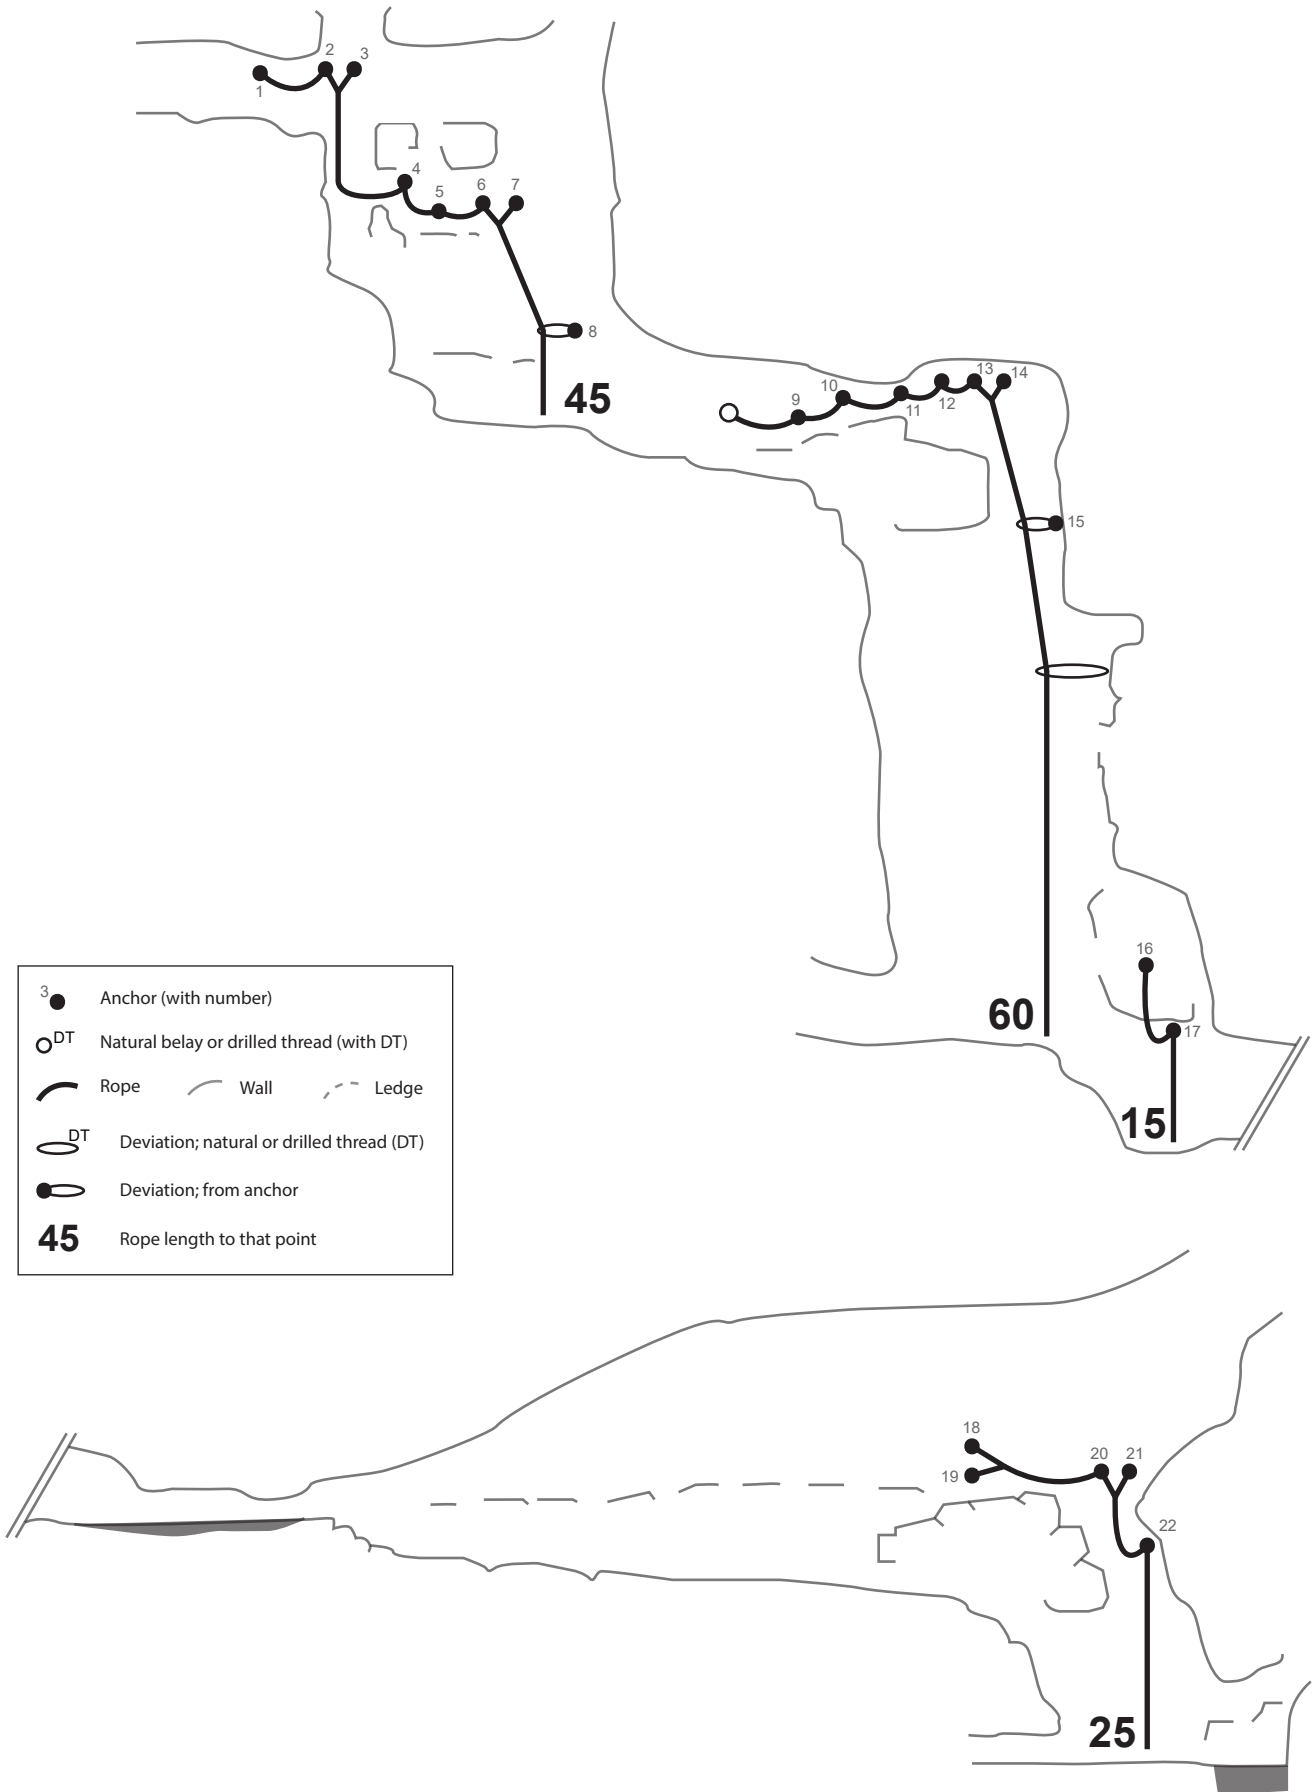 2
3
1
4
5
6
7
8
45
13
14
10
9
11
12
15
16
60
17
15
3
Anchor (with number)
DT
Natural belay or drilled thread (with DT)
Rope
Wall
Ledge
DT
Deviation; natural or drilled thread (DT)
Deviation; from anchor
45
Rope length to that point
18
19
20
21
22
25